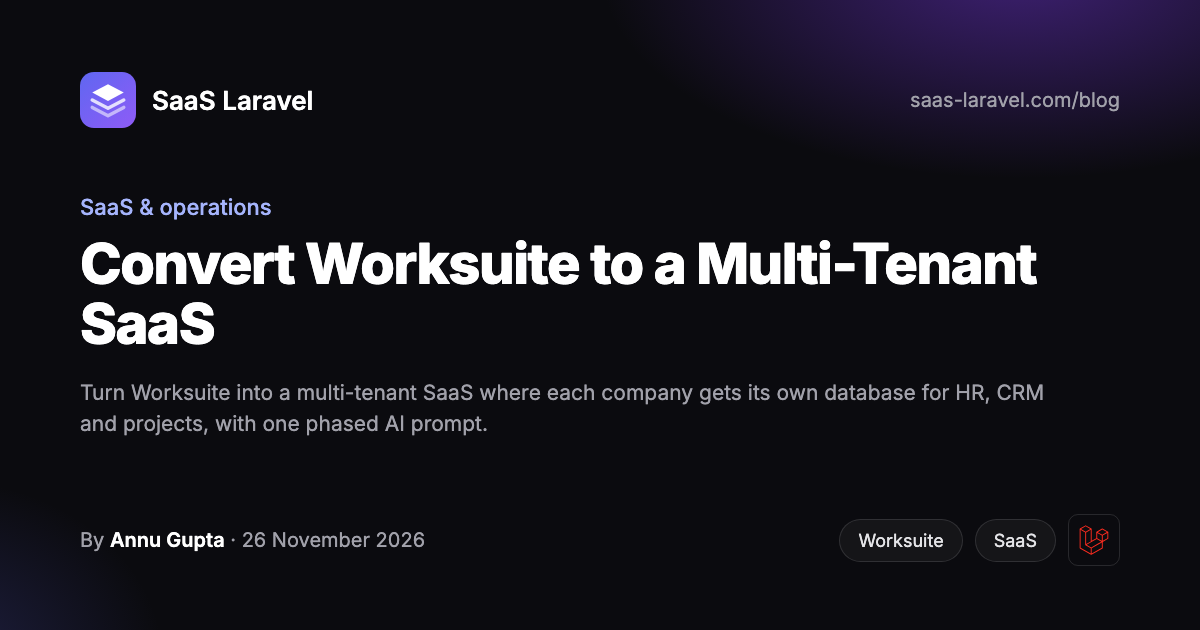 SaaS Laravel
saas-laravel.com/blog
SaaS & operations
Convert Worksuite to a Multi-Tenant
SaaS
Turn Worksuite into a multi-tenant SaaS where each company gets its own database for HR, CRM
and projects, with one phased AI prompt.
By Annu Gupta · 26 November 2026
Worksuite
SaaS